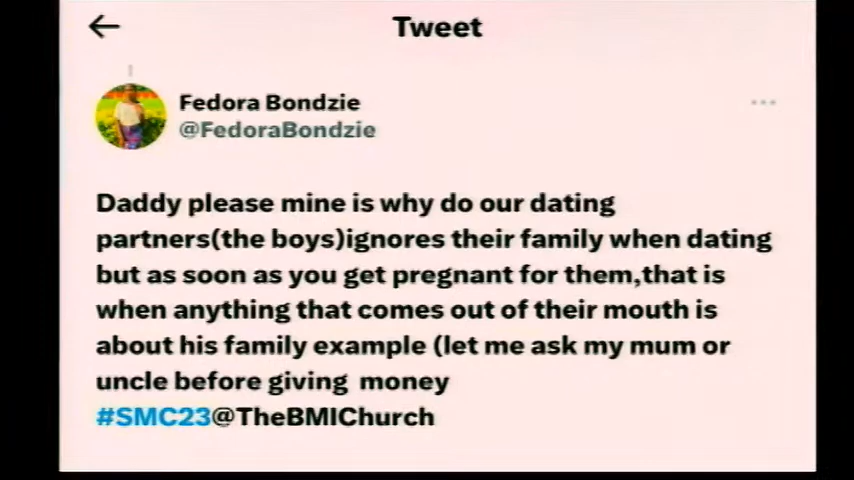 Tweet
Fedora Bondzie
@FedoraBondzie
Daddy please mine is why do our dating
partners(the boys)ignores their family when dating
but as soon as you get pregnant for them,that is
when anything that comes out of their mouth is
about his family example (let me ask my mum or
uncle before giving money
#SMC23@TheBMIChurch